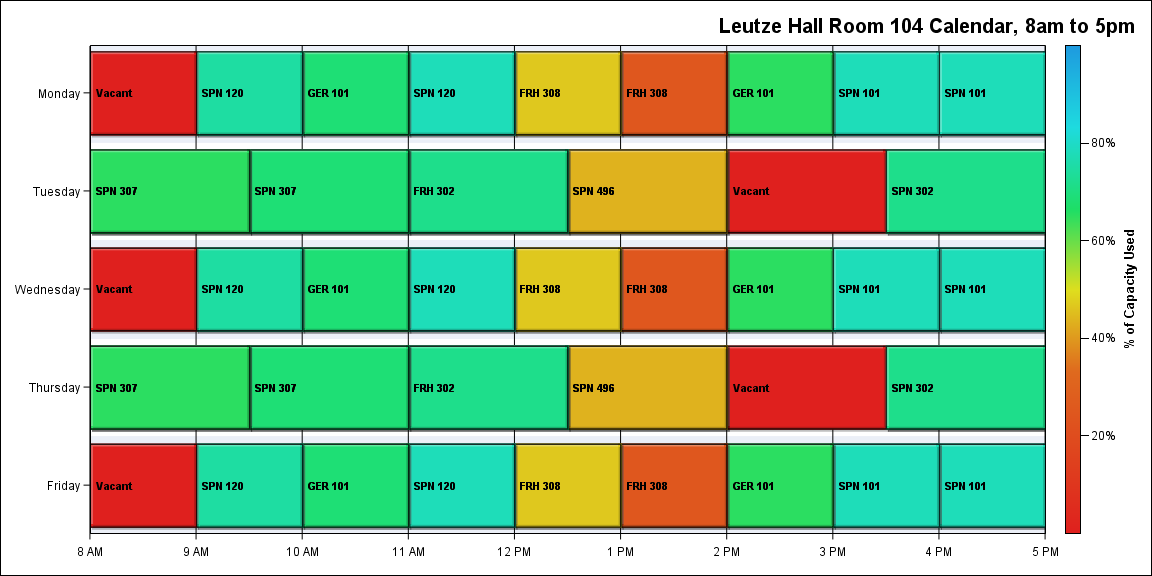 Leutze Hall Room 104 Calendar, 8am to 5pm
Monday
Vacant
SPN 120
GER 101
SPN 120
FRH 308
FRH 308
GER 101
SPN 101
SPN 101
Tuesday
SPN 307
SPN 307
FRH 302
SPN 496
Vacant
SPN 302
Wednesday
Vacant
SPN 120
GER 101
SPN 120
FRH 308
FRH 308
GER 101
SPN 101
SPN 101
Thursday
SPN 307
SPN 307
FRH 302
SPN 496
Vacant
SPN 302
Friday
Vacant
SPN 120
GER 101
SPN 120
FRH 308
FRH 308
GER 101
SPN 101
SPN 101
8 AM
9 AM
10 AM
11 AM
12 PM
1 PM
2 PM
3 PM
4 PM
5 PM
80%
60%
40%
20%
% of Capacity Used